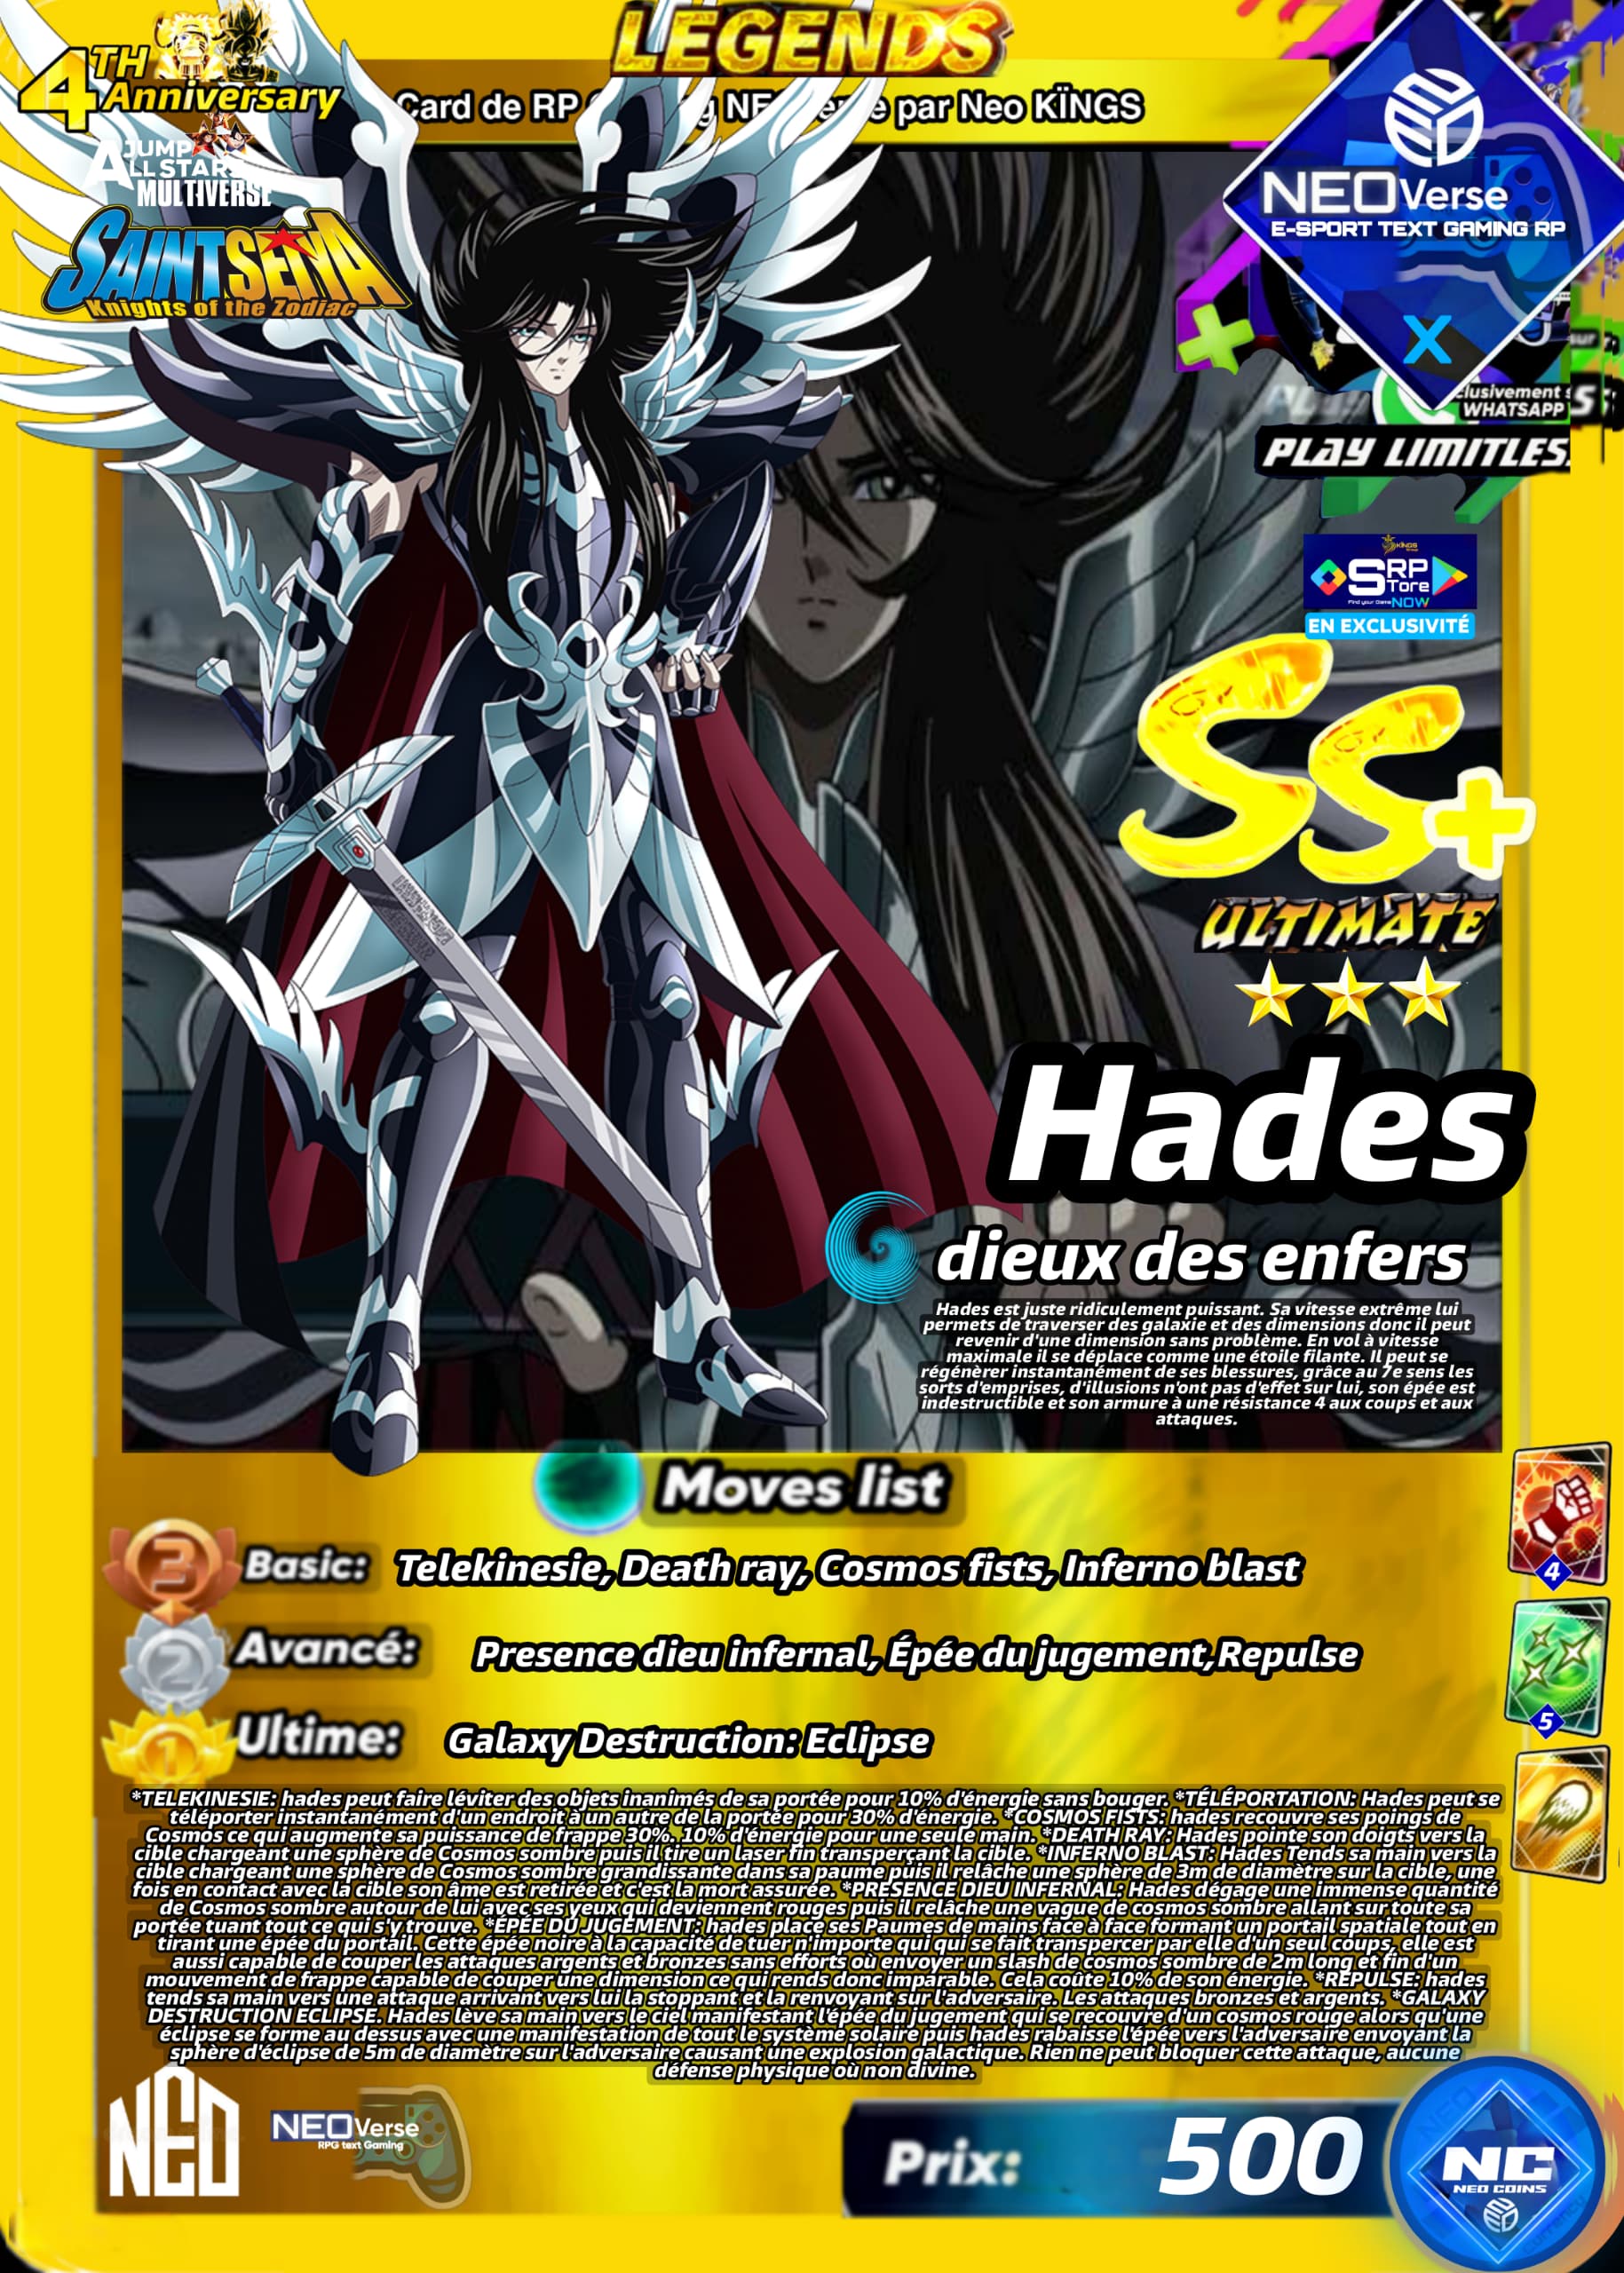 LEGENDS
4TH
Anniversary
Card de RP
par Neo KÏNGS
JUMP
ALL STARS
MULTIVERSE
SAINT SEIYA
Knights of the Zodiac
NEOVerse
E-SPORT TEXT GAMING RP
X
clusivement
WHATSAPP
PLAY LIMITLES
KÏNGS
SRP
Tore
Find your Game NOW
EN EXCLUSIVITÉ
SS+
ULTIMATE
Hades
dieux des enfers
Hades est juste ridiculement puissant. Sa vitesse extrême lui
permets de traverser des galaxie et des dimensions donc il peut
revenir d'une dimension sans problème. En vol à vitesse
maximale il se déplace comme une étoile filante. Il peut se
régénèrer instantanément de ses blessures, grâce au 7e sens les
sorts d'emprises, d'illusions n'ont pas d'effet sur lui, son épée est
indestructible et son armure à une résistance 4 aux coups et aux
attaques.
Moves list
3 Basic: Telekinesie, Death ray, Cosmos fists, Inferno blast
4
2 Avancé: Presence dieu infernal, Épée du jugement,Repulse
5
1 Ultime: Galaxy Destruction: Eclipse
*TELEKINESIE: hades peut faire léviter des objets inanimés de sa portée pour 10% d'énergie sans bouger. *TÉLÉPORTATION: Hades peut se
téléporter instantanément d'un endroit à un autre de la portée pour 30% d'énergie. *COSMOS FISTS: hades recouvre ses poings de
Cosmos ce qui augmente sa puissance de frappe 30%. 10% d'énergie pour une seule main. *DEATH RAY: Hades pointe son doigts vers la
cible chargeant une sphère de Cosmos sombre puis il tire un laser fin transperçant la cible. *INFERNO BLAST: Hades Tends sa main vers la
cible chargeant une sphère de Cosmos sombre grandissante dans sa paume puis il relâche une sphère de 3m de diamètre sur la cible, une
fois en contact avec la cible son âme est retirée et c'est la mort assurée. *PRESENCE DIEU INFERNAL: Hades dégage une immense quantité
de Cosmos sombre autour de lui avec ses yeux qui deviennent rouges puis il relâche une vague de cosmos sombre allant sur toute sa
portée tuant tout ce qui s'y trouve. *ÉPÉE DU JUGEMENT: hades place ses Paumes de mains face à face formant un portail spatiale tout en
tirant une épée du portail. Cette épée noire à la capacité de tuer n'importe qui qui se fait transpercer par elle d'un seul coups, elle est
aussi capable de couper les attaques argents et bronzes sans efforts où envoyer un slash de cosmos sombre de 2m long et fin d'un
mouvement de frappe capable de couper une dimension ce qui rends donc imparable. Cela coûte 10% de son énergie. *REPULSE: hades
tends sa main vers une attaque arrivant vers lui la stoppant et la renvoyant sur l'adversaire. Les attaques bronzes et argents. *GALAXY
DESTRUCTION ECLIPSE. Hades lève sa main vers le ciel manifestant l'épée du jugement qui se recouvre d'un cosmos rouge alors qu'une
éclipse se forme au dessus avec une manifestation de tout le système solaire puis hades rabaisse l'épée vers l'adversaire envoyant la
sphère d'éclipse de 5m de diamètre sur l'adversaire causant une explosion galactique. Rien ne peut bloquer cette attaque, aucune
défense physique où non divine.
NEO
NEOVerse
RPG text Gaming
Prix: 500
NC
NEO COINS